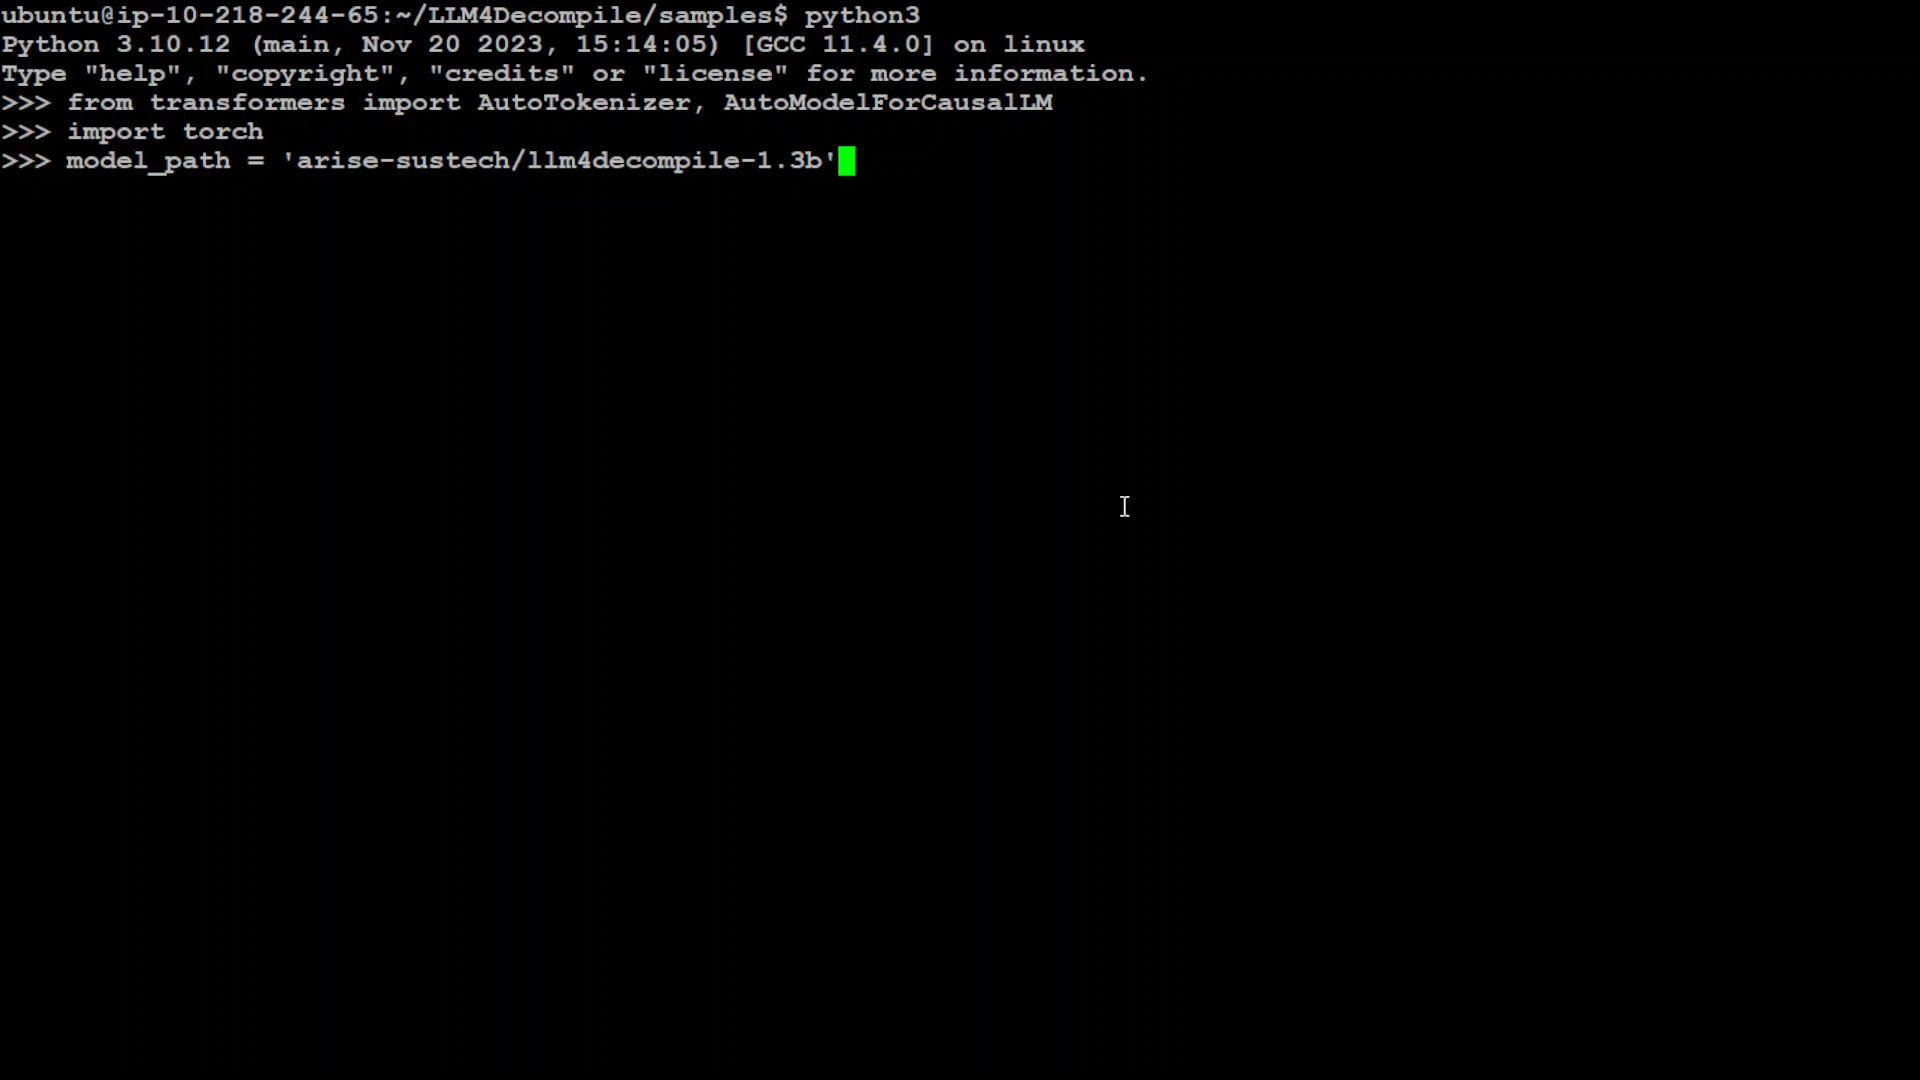 ubuntu@ip-10-218-244-65:~/LLM4Decompile/samples$ python3
Python 3.10.12 (main, Nov 20 2023, 15:14:05) [GCC 11.4.0] on linux
Type "help", "copyright", "credits" or "license" for more information.
>>> from transformers import AutoTokenizer, AutoModelForCausalLM
>>> import torch
>>> model_path = 'arise-sustech/llm4decompile-1.3b'